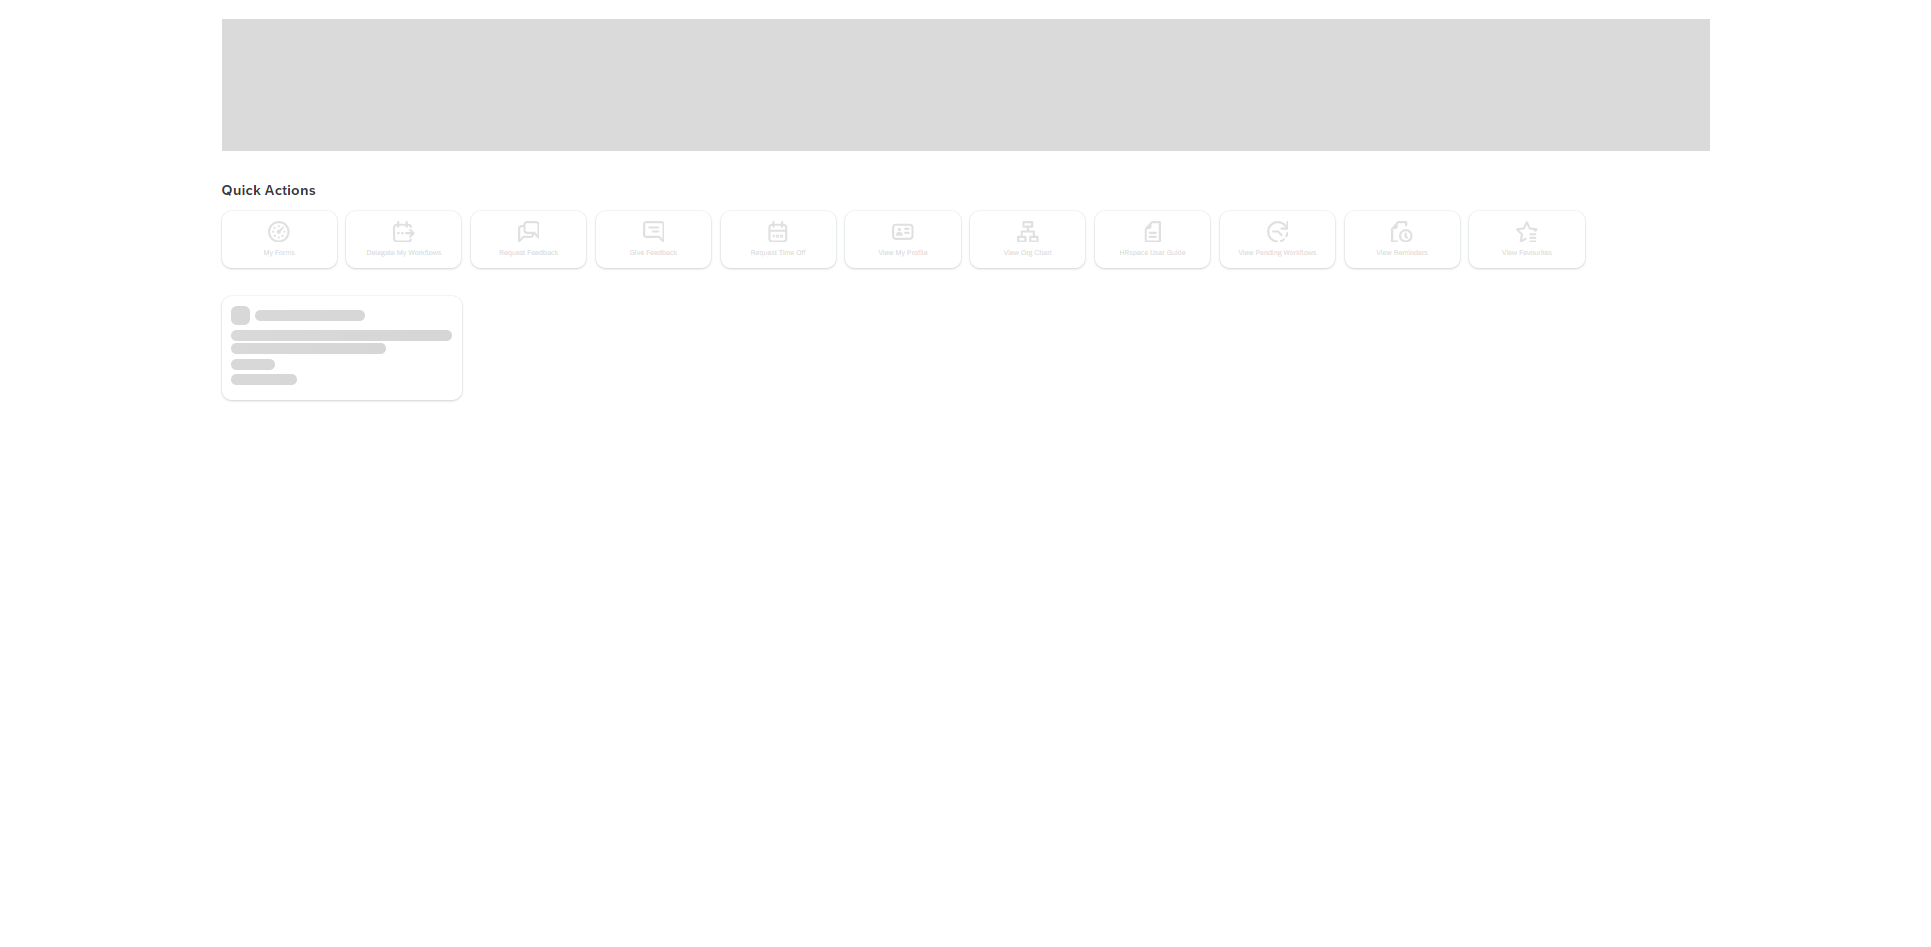 Quick Actions
My Forms
Delegate My Workflows
Request Feedback
Give Feedback
Request Time Off
View My Profile
View Org Chart
HRspace User Guide
View Pending Workflows
View Reminders
View Favourites